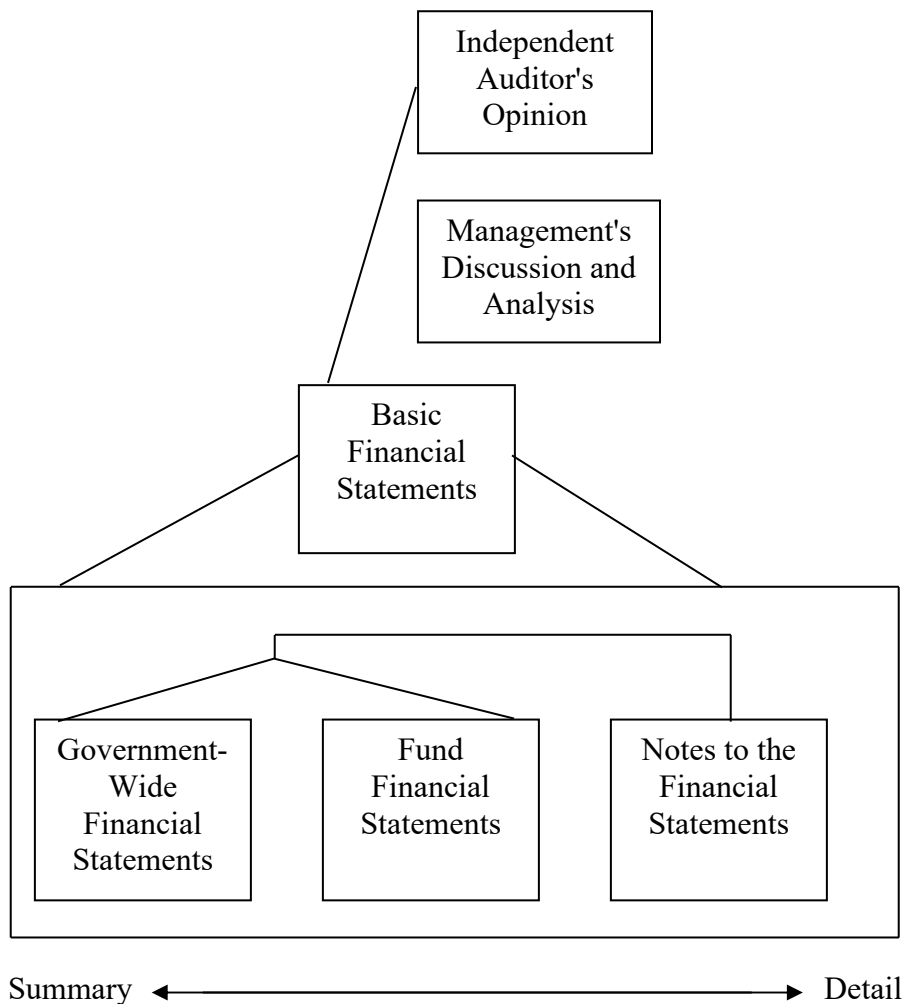 Independent
Auditor's
Opinion
Management's
Discussion and
Analysis
Basic
Financial
Statements
Government-
Wide
Financial
Statements
Fund
Financial
Statements
Notes to the
Financial
Statements
Summary
Detail